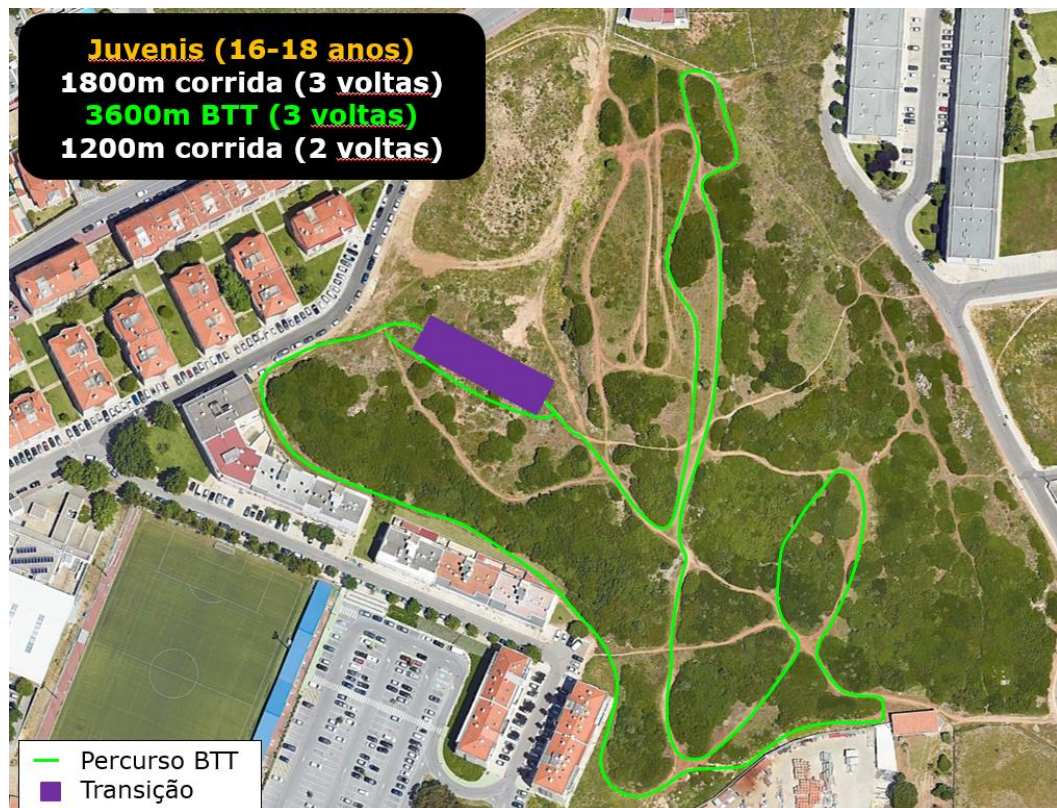 Juvenis (16-18 anos)
1800m corrida (3 voltas)
3600m BTT (3 voltas)
1200m corrida (2 voltas)
Percurso BTT
Transição